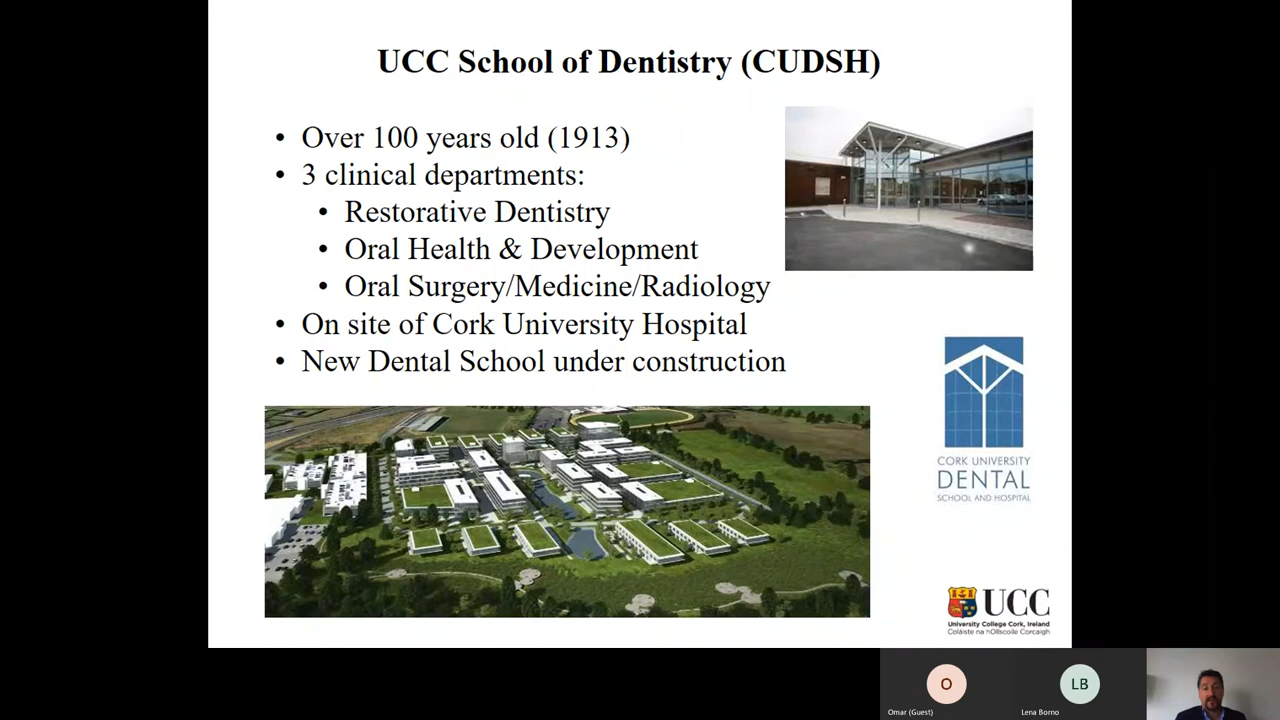 UCC School of Dentistry (CUDSH)
• Over 100 years old (1913)
• 3 clinical departments:
• Restorative Dentistry
• Oral Health & Development
• Oral Surgery/Medicine/Radiology
• On site of Cork University Hospital
• New Dental School under construction
CORK UNIVERSITY
DENTAL
SCHOOL AND HOSPITAL
UCC
University College Cork, Ireland
Coláiste na hOllscoile Corcaigh
O
LB
Omar (Guest)
Lena Borno